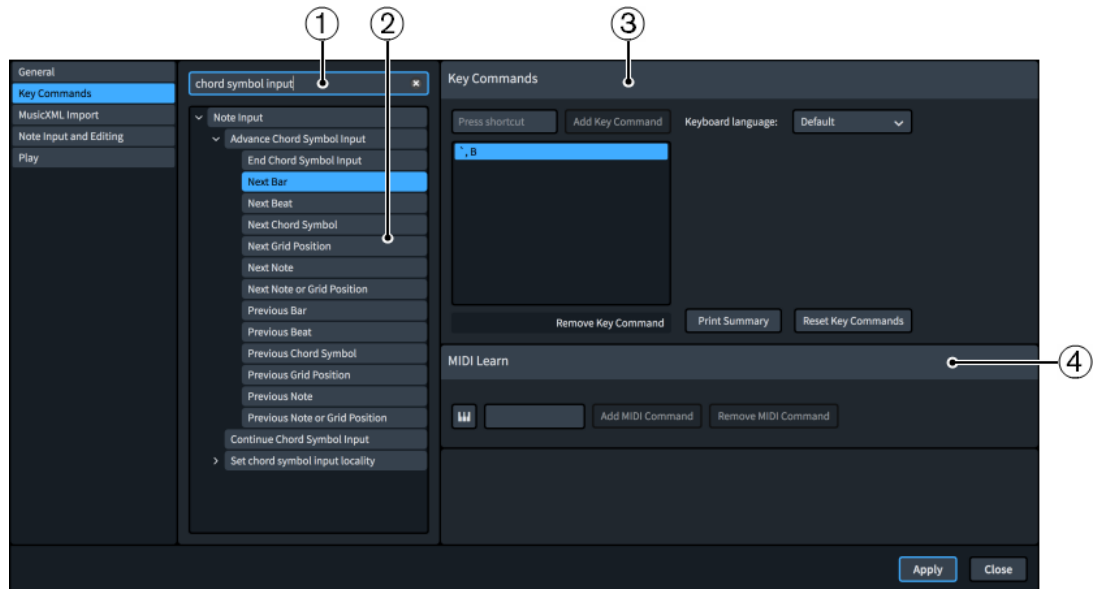 1 2 3
General
Key Commands
MusicXML Import
Note Input and Editing
Play
chord symbol input
Note Input
Advance Chord Symbol Input
End Chord Symbol Input
Next Bar
Next Beat
Next Chord Symbol
Next Grid Position
Next Note
Next Note or Grid Position
Previous Bar
Previous Beat
Previous Chord Symbol
Previous Grid Position
Previous Note
Previous Note or Grid Position
Continue Chord Symbol Input
Set chord symbol input locality
Key Commands
Press shortcut Add Key Command Keyboard language: Default
`, B
Remove Key Command Print Summary Reset Key Commands
MIDI Learn
4
Add MIDI Command Remove MIDI Command
Apply Close